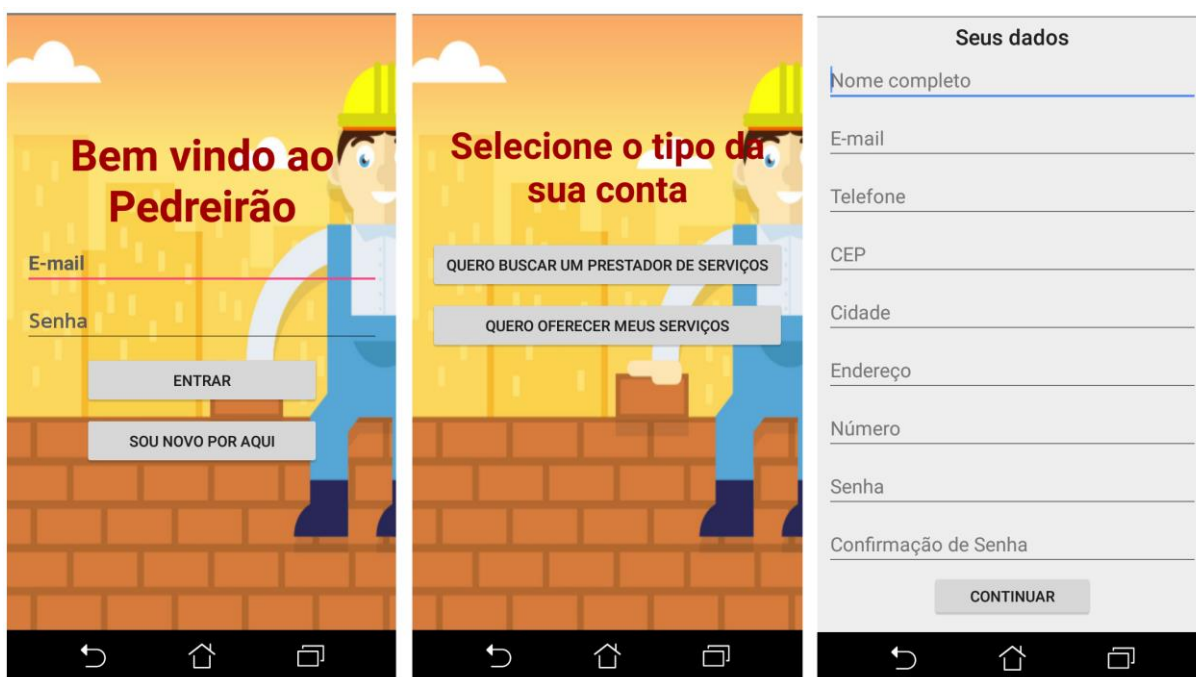 Bem vindo ao
Pedreirão
E-mail
Senha
ENTRAR
SOU NOVO POR AQUI
Selecione o tipo da
sua conta
QUERO BUSCAR UM PRESTADOR DE SERVIÇOS
QUERO OFERECER MEUS SERVIÇOS
Seus dados
Nome completo
E-mail
Telefone
CEP
Cidade
Endereço
Número
Senha
Confirmação de Senha
CONTINUAR